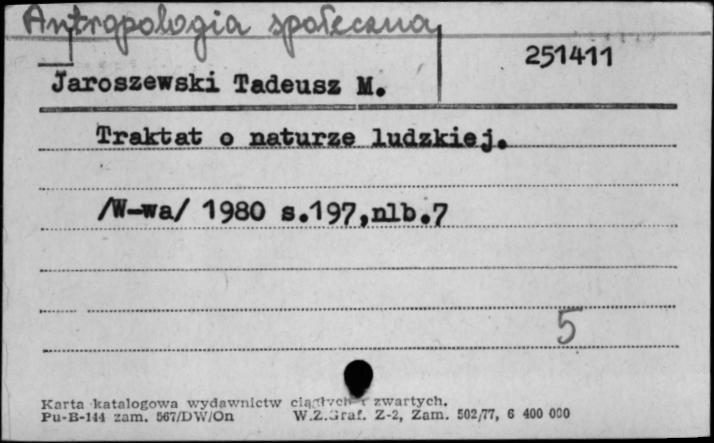 Antropologia społeczna
251411
Jaroszewski Tadeusz M.
Traktat o naturze ludzkiej.
/W-wa/ 1980 s.197,nlb.7
5
Karta katalogowa wydawnictw ciągłych i zwartych.
Pu-B-144 zam. 567/DW/On W.Z.Graf. Z-2, Zam. 502/77, 6 400 000